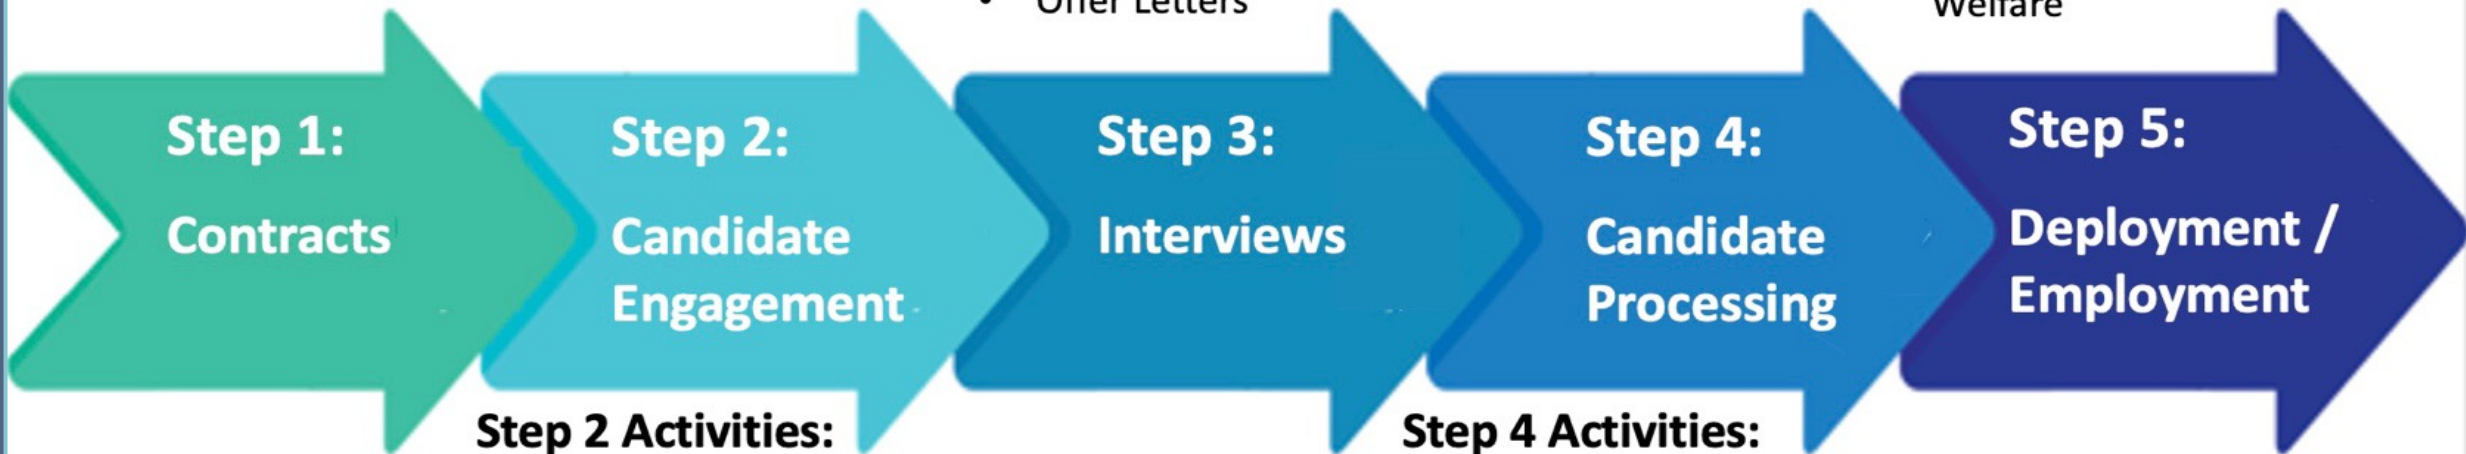 • Offer Letters
Welfare
Step 1:
Contracts
Step 2:
Candidate
Engagement
Step 3:
Interviews
Step 4:
Candidate
Processing
Step 5:
Deployment /
Employment
Step 2 Activities:
Step 4 Activities: